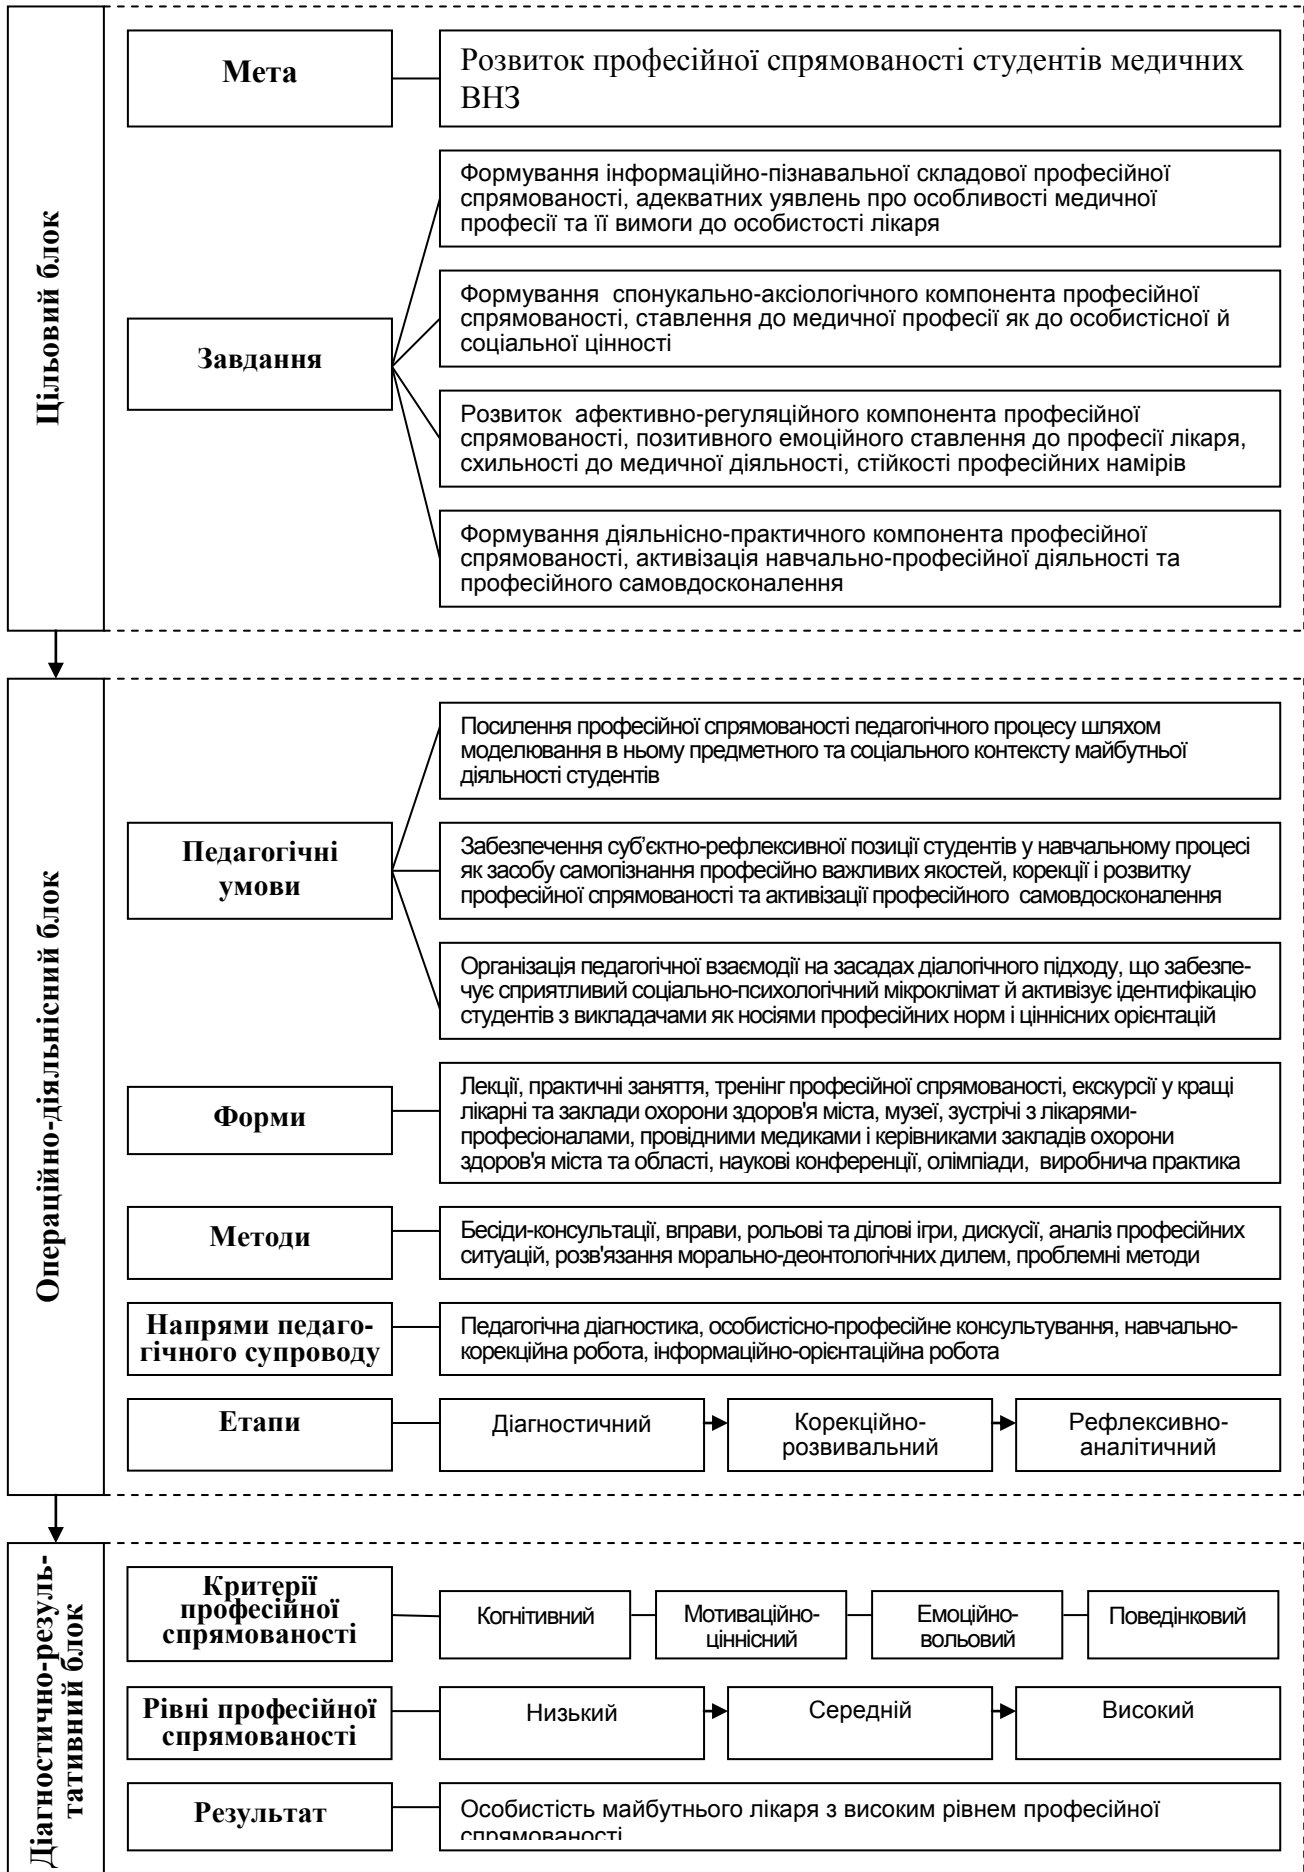 Цільовий блок
Мета
Розвиток професійної спрямованості студентів медичних
ВНЗ
Завдання
Формування інформаційно-пізнавальної складової професійної
спрямованості, адекватних уявлень про особливості медичної
професії та її вимоги до особистості лікаря
Формування спонукально-аксіологічного компонента професійної
спрямованості, ставлення до медичної професії як до особистісної й
соціальної цінності
Розвиток афективно-регуляційного компонента професійної
спрямованості, позитивного емоційного ставлення до професії лікаря,
схильності до медичної діяльності, стійкості професійних намірів
Формування діяльнісно-практичного компонента професійної
спрямованості, активізація навчально-професійної діяльності та
професійного самовдосконалення
Операційно-діяльнісний блок
Педагогічні
умови
Посилення професійної спрямованості педагогічного процесу шляхом
моделювання в ньому предметного та соціального контексту майбутньої
діяльності студентів
Забезпечення суб’єктно-рефлексивної позиції студентів у навчальному процесі
як засобу самопізнання професійно важливих якостей, корекції і розвитку
професійної спрямованості та активізації професійного самовдосконалення
Організація педагогічної взаємодії на засадах діалогічного підходу, що забезпе-
чує сприятливий соціально-психологічний мікроклімат й активізує ідентифікацію
студентів з викладачами як носіями професійних норм і ціннісних орієнтацій
Форми
Лекції, практичні заняття, тренінг професійної спрямованості, екскурсії у кращі
лікарні та заклади охорони здоров'я міста, музеї, зустрічі з лікарями-
професіоналами, провідними медиками і керівниками закладів охорони
здоров'я міста та області, наукові конференції, олімпіади, виробнича практика
Методи
Бесіди-консультації, вправи, рольові та ділові ігри, дискусії, аналіз професійних
ситуацій, розв'язання морально-деонтологічних дилем, проблемні методи
Напрями педаго-
гічного супроводу
Педагогічна діагностика, особистісно-професійне консультування, навчально-
корекційна робота, інформаційно-орієнтаційна робота
Етапи
Діагностичний
Корекційно-
розвивальний
Рефлексивно-
аналітичний
Діагностично-резуль-
тативний блок
Критерії
професійної
спрямованості
Когнітивний
Мотиваційно-
ціннісний
Емоційно-
вольовий
Поведінковий
Рівні професійної
спрямованості
Низький
Середній
Високий
Результат
Особистість майбутнього лікаря з високим рівнем професійної
спрямованості